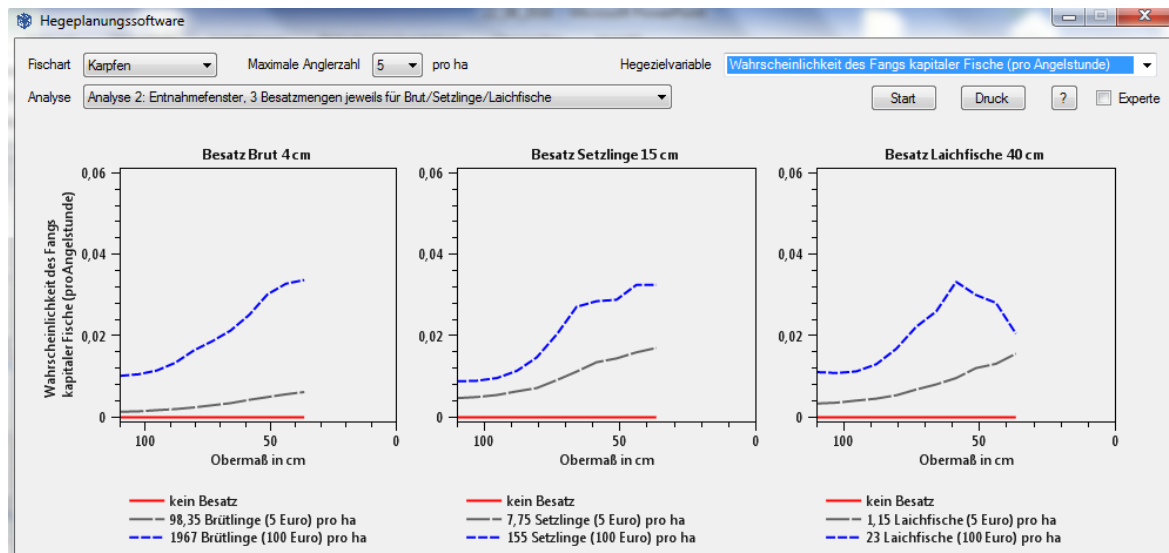 Hegeplanungssoftware
Fischart Karpfen Maximale Anglerzahl 5 pro ha Hegezielvariable Wahrscheinlichkeit des Fangs kapitaler Fische (pro Angelstunde)
Analyse Analyse 2: Entnahmefenster, 3 Besatzmengen jeweils für Brut/Setzlinge/Laichfische Start Druck ? Experte
Besatz Brut 4 cm
Wahrscheinlichkeit des Fangs
kapitaler Fische (pro Angelstunde)
0,06
0,04
0,02
0
100 50 0
Obermaß in cm
kein Besatz
98,35 Brütlinge (5 Euro) pro ha
1967 Brütlinge (100 Euro) pro ha
Besatz Setzlinge 15 cm
0,06
0,04
0,02
0
100 50 0
Obermaß in cm
kein Besatz
7,75 Setzlinge (5 Euro) pro ha
155 Setzlinge (100 Euro) pro ha
Besatz Laichfische 40 cm
0,06
0,04
0,02
0
100 50 0
Obermaß in cm
kein Besatz
1,15 Laichfische (5 Euro) pro ha
23 Laichfische (100 Euro) pro ha